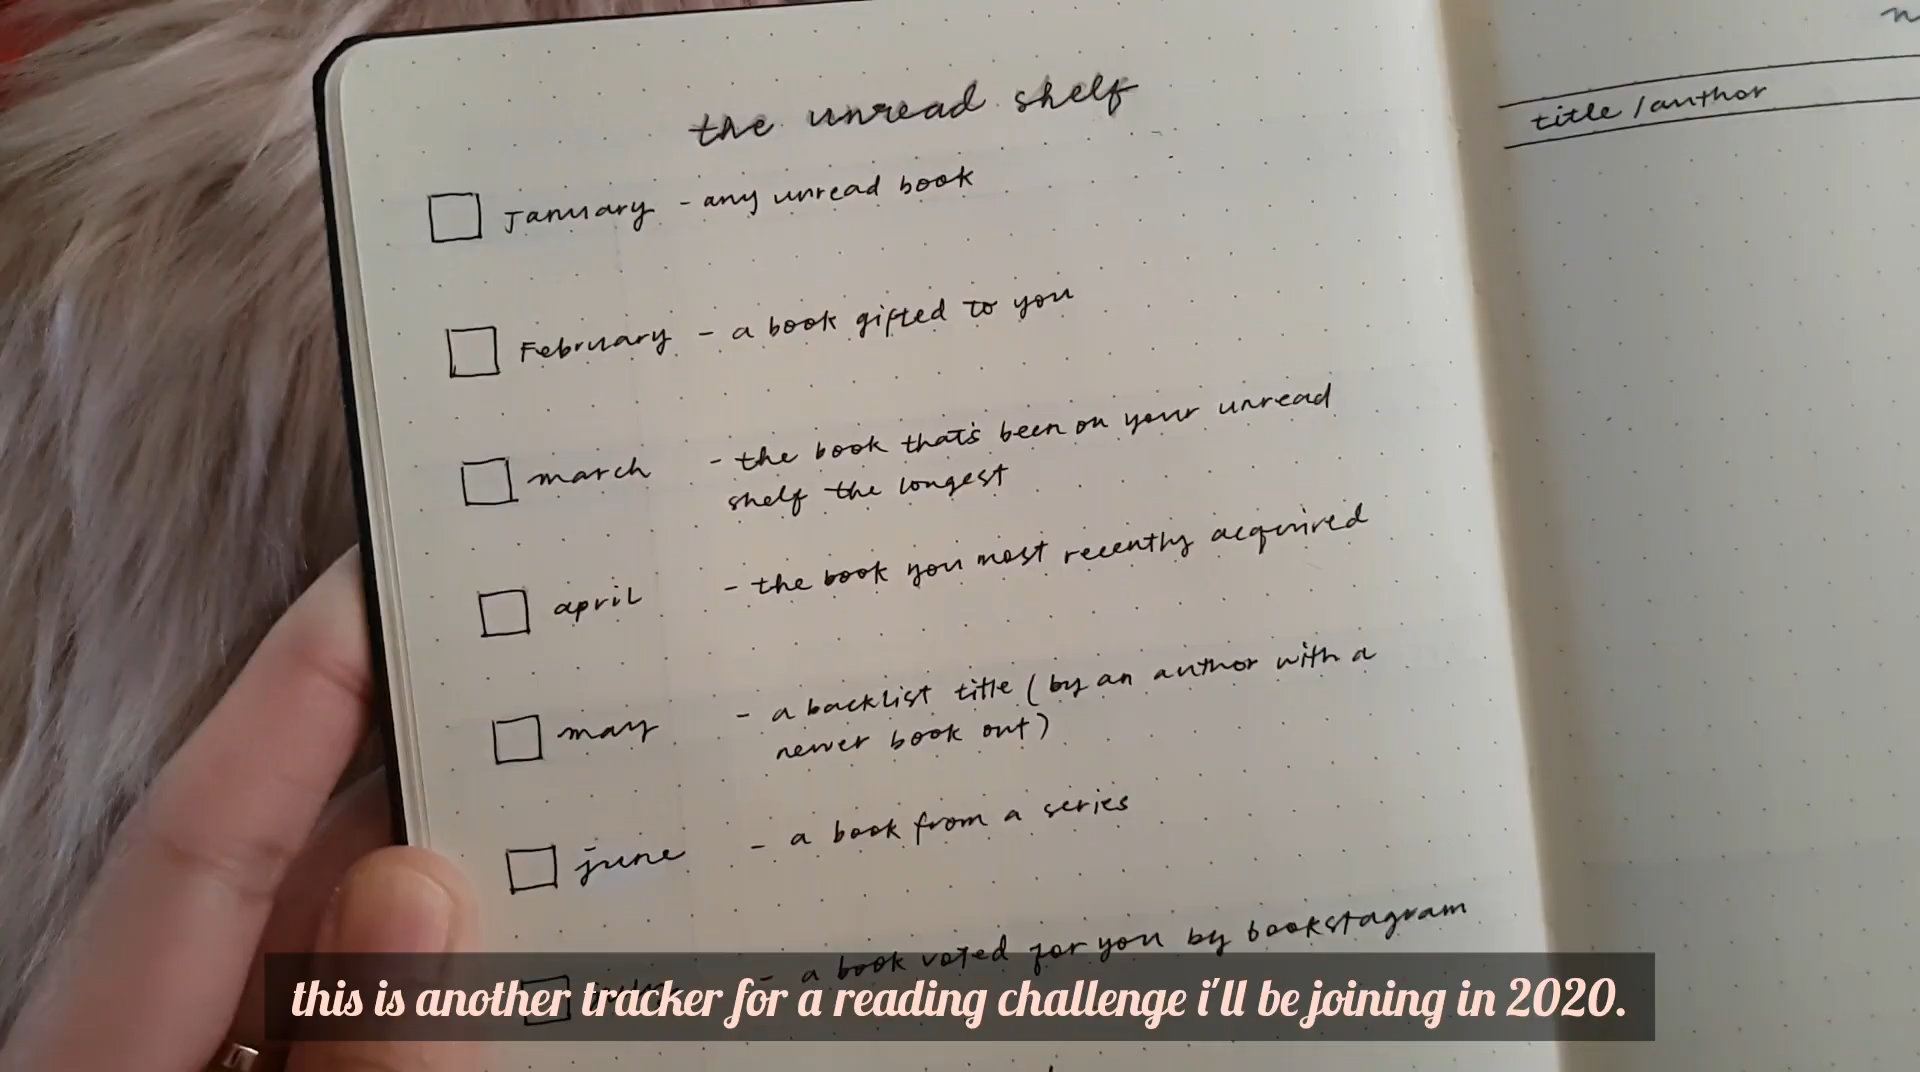 the unread shelf
January - any unread book
February - a book gifted to you
march - the book that's been on your unread
shelf the longest
april - the book you most recently acquired
may - a backlist title (by an author with a
newer book out)
june - a book from a series
- a book voted for you by bookstagram
title/author
this is another tracker for a reading challenge i'll be joining in 2020.